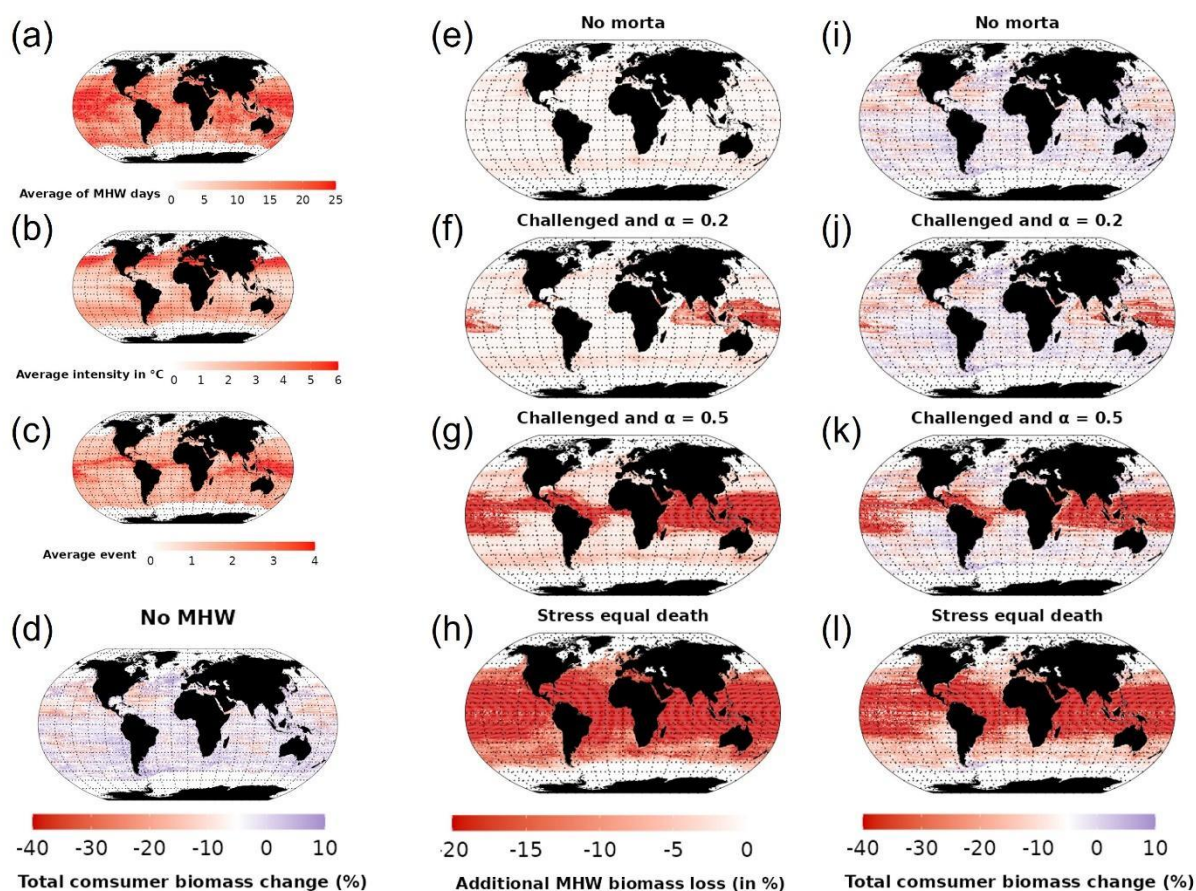 (a)
Average of MHW days 0 5 10 15 20 25
(b)
Average intensity in °C 0 1 2 3 4 5 6
(c)
Average event 0 1 2 3 4
(d) No MHW
-40 -30 -20 -10 0 10
Total comsumer biomass change (%)
(e) No morta
(f) Challenged and α = 0.2
(g) Challenged and α = 0.5
(h) Stress equal death
-20 -15 -10 -5 0
Additional MHW biomass loss (in %)
(i) No morta
(j) Challenged and α = 0.2
(k) Challenged and α = 0.5
(l) Stress equal death
-40 -30 -20 -10 0 10
Total comsumer biomass change (%)